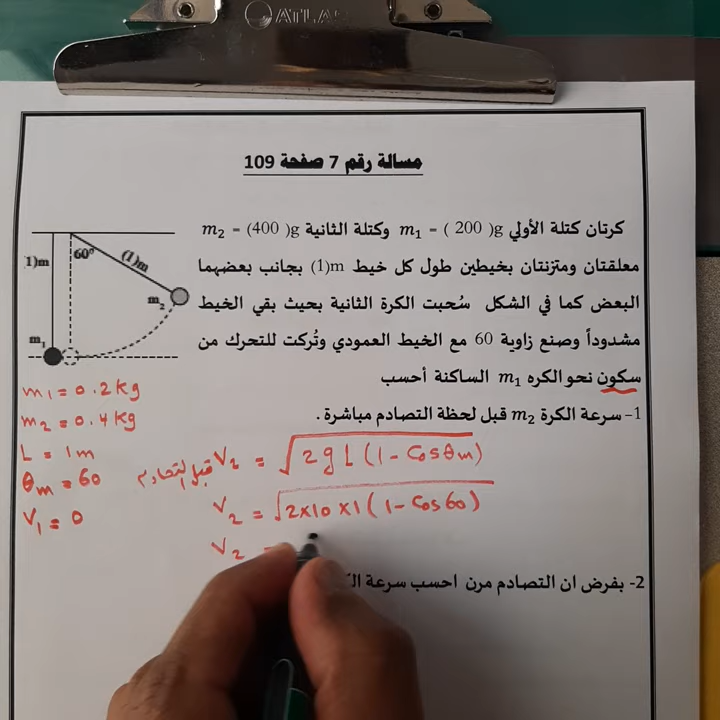 ATLAS
مسالة رقم 7 صفحة 109
كرتان كتلة الأولي m₁ = ( 200 )g وكتلة الثانية m₂ = (400 )g
معلقتان ومتزنتان بخيطين طول كل خيط (1)m بجانب بعضهما
البعض كما في الشكل سُحبت الكرة الثانية بحيث بقي الخيط
مشدوداً وصنع زاوية 60 مع الخيط العمودي وتُركت للتحرك من
سكون نحو الكره m₁ الساكنة أحسب
1- سرعة الكرة m₂ قبل لحظة التصادم مباشرة .
1)m
60°
(1)m
m₂
m₁
m₁ = 0.2 kg
m₂ = 0.4 kg
L = 1m
θm = 60
V₁ = 0
قبل التصادم V₂ = √2gL(1-Cosθm)
V₂ = √2×10×1(1-Cos60)
V₂ =
2- بفرض ان التصادم مرن احسب سرعة